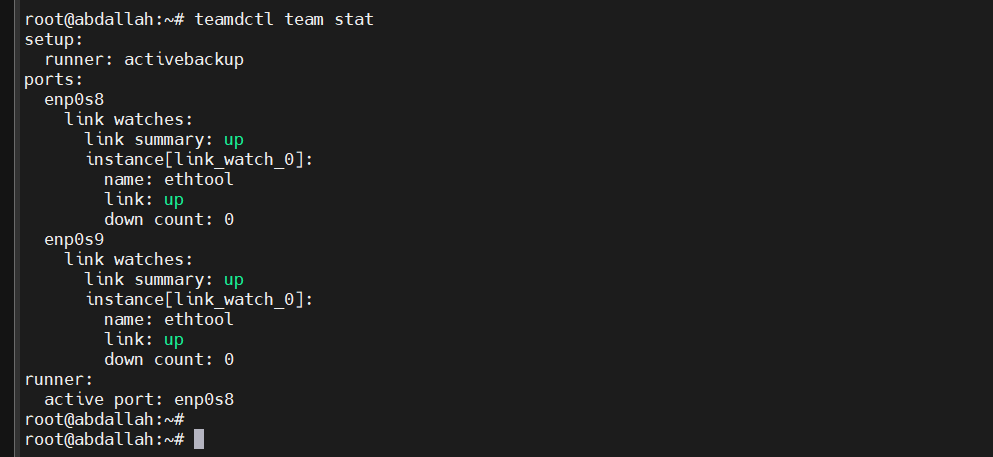 root@abdallah:~# teamdctl team stat
setup:
  runner: activebackup
ports:
  enp0s8
    link watches:
      link summary: up
      instance[link_watch_0]:
        name: ethtool
        link: up
        down count: 0
  enp0s9
    link watches:
      link summary: up
      instance[link_watch_0]:
        name: ethtool
        link: up
        down count: 0
runner:
  active port: enp0s8
root@abdallah:~#
root@abdallah:~#